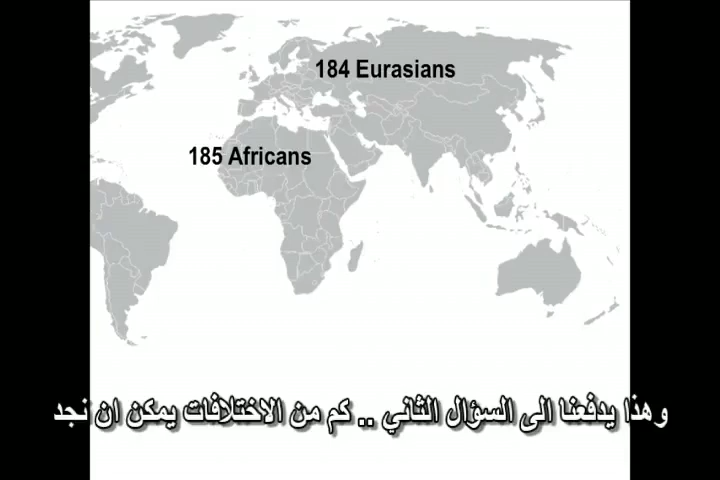 184 Eurasians
185 Africans
وهذا يدفعنا الى السؤال الثاني .. كم من الاختلافات يمكن ان نجد